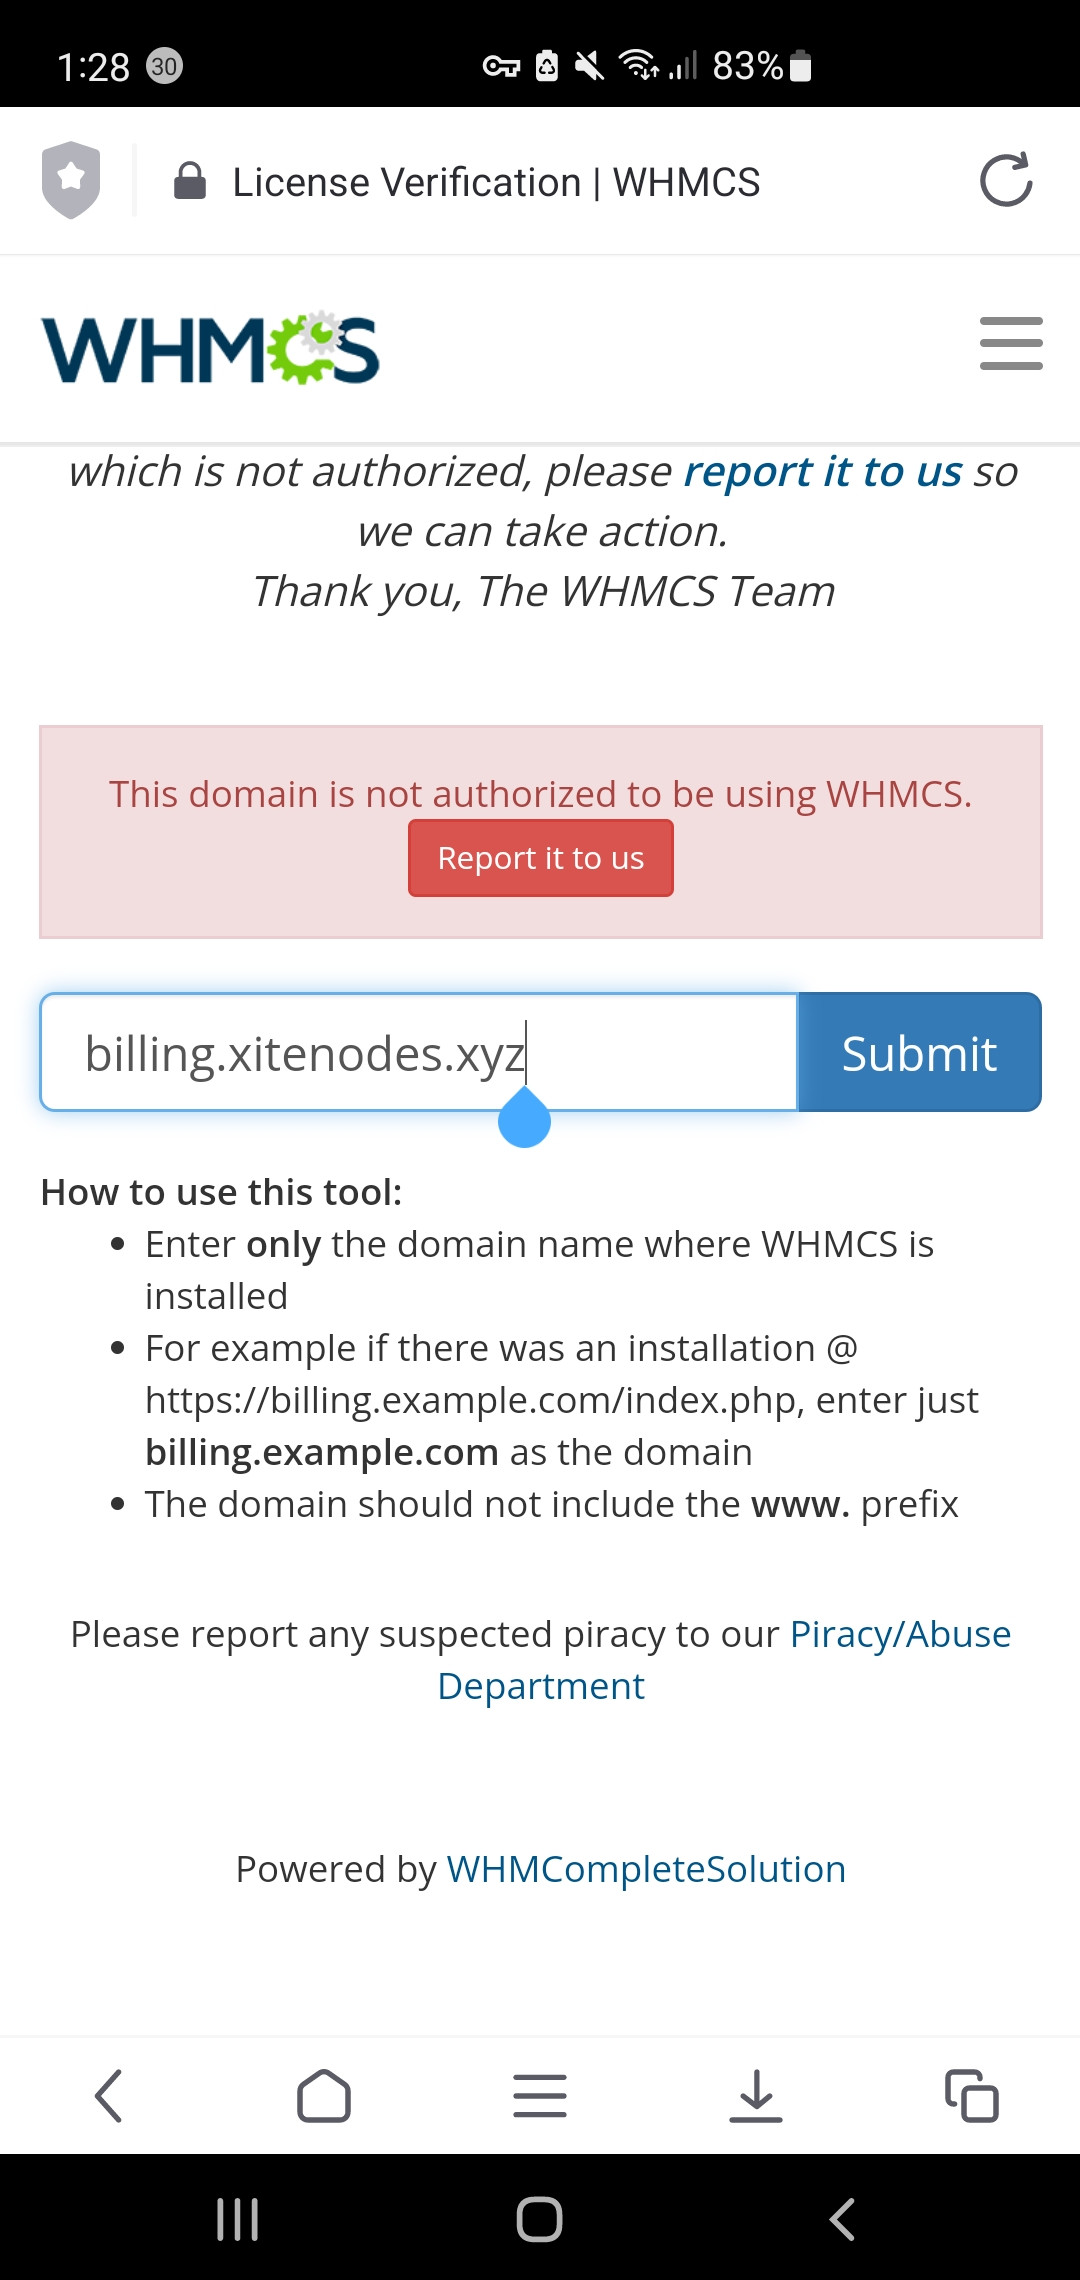 1:28 30 83%
License Verification | WHMCS
WHMCS
which is not authorized, please report it to us so
we can take action.
Thank you, The WHMCS Team
This domain is not authorized to be using WHMCS.
Report it to us
billing.xitenodes.xyz Submit
How to use this tool:
• Enter only the domain name where WHMCS is
installed
• For example if there was an installation @
https://billing.example.com/index.php, enter just
billing.example.com as the domain
• The domain should not include the www. prefix
Please report any suspected piracy to our Piracy/Abuse
Department
Powered by WHMCompleteSolution